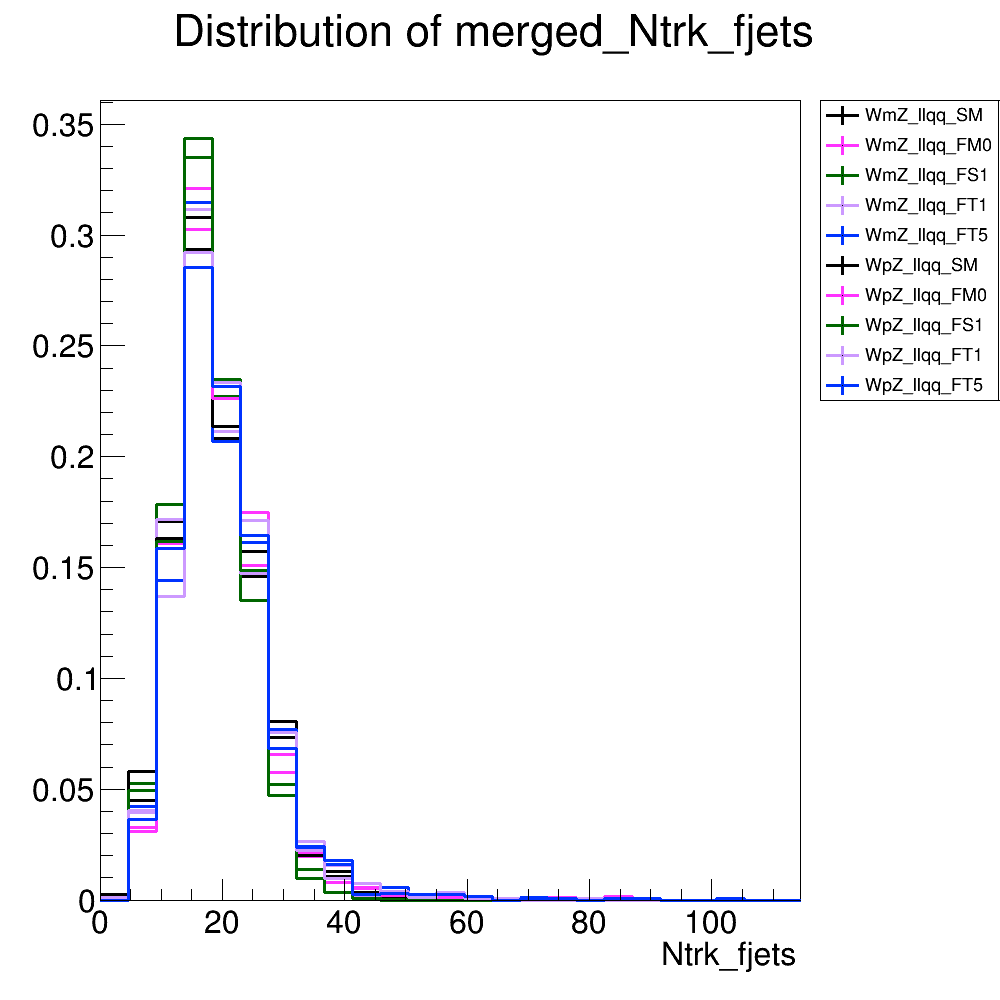 Distribution of merged_Ntrk_fjets
0.35
0.3
0.25
0.2
0.15
0.1
0.05
0
0 20 40 60 80 100
Ntrk_fjets
WmZ_llqq_SM
WmZ_llqq_FM0
WmZ_llqq_FS1
WmZ_llqq_FT1
WmZ_llqq_FT5
WpZ_llqq_SM
WpZ_llqq_FM0
WpZ_llqq_FS1
WpZ_llqq_FT1
WpZ_llqq_FT5